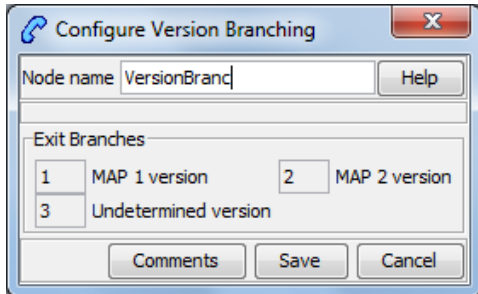 Configure Version Branching
Node name VersionBranc Help
Exit Branches
1 MAP 1 version 2 MAP 2 version
3 Undetermined version
Comments Save Cancel